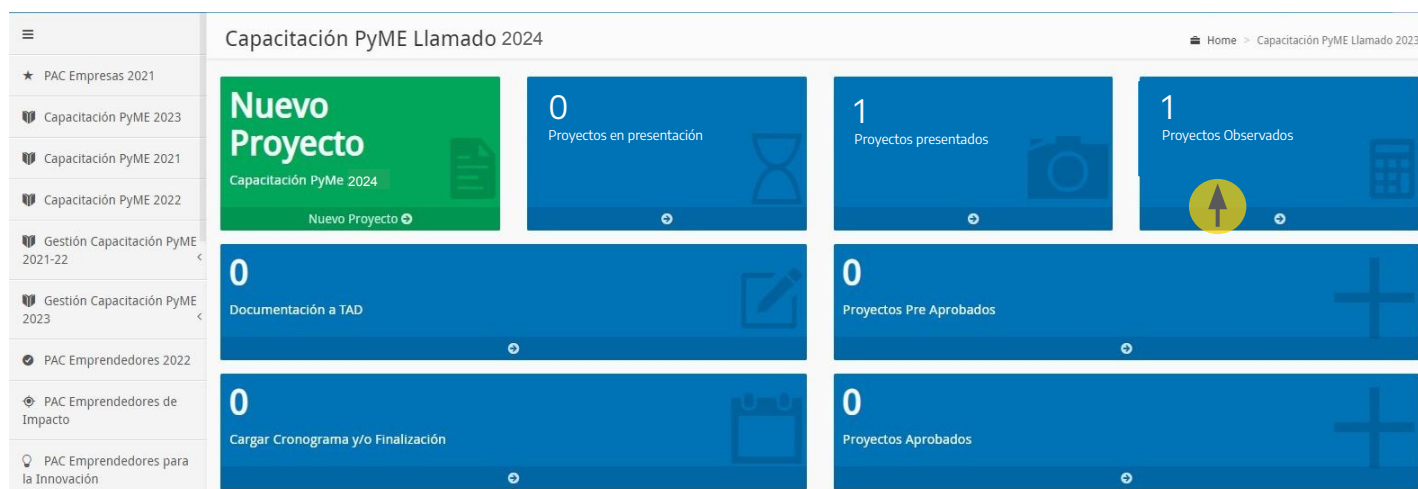 Capacitación PyME Llamado 2024
Home > Capacitación PyME Llamado 2023
PAC Empresas 2021
Capacitación PyME 2023
Capacitación PyME 2021
Capacitación PyME 2022
Gestión Capacitación PyME
2021-22
Gestión Capacitación PyME
2023
PAC Emprendedores 2022
PAC Emprendedores de
Impacto
PAC Emprendedores para
la Innovación
Nuevo
Proyecto
Capacitación PyMe 2024
Nuevo Proyecto
0
Proyectos en presentación
1
Proyectos presentados
1
Proyectos Observados
0
Documentación a TAD
0
Proyectos Pre Aprobados
0
Cargar Cronograma y/o Finalización
0
Proyectos Aprobados